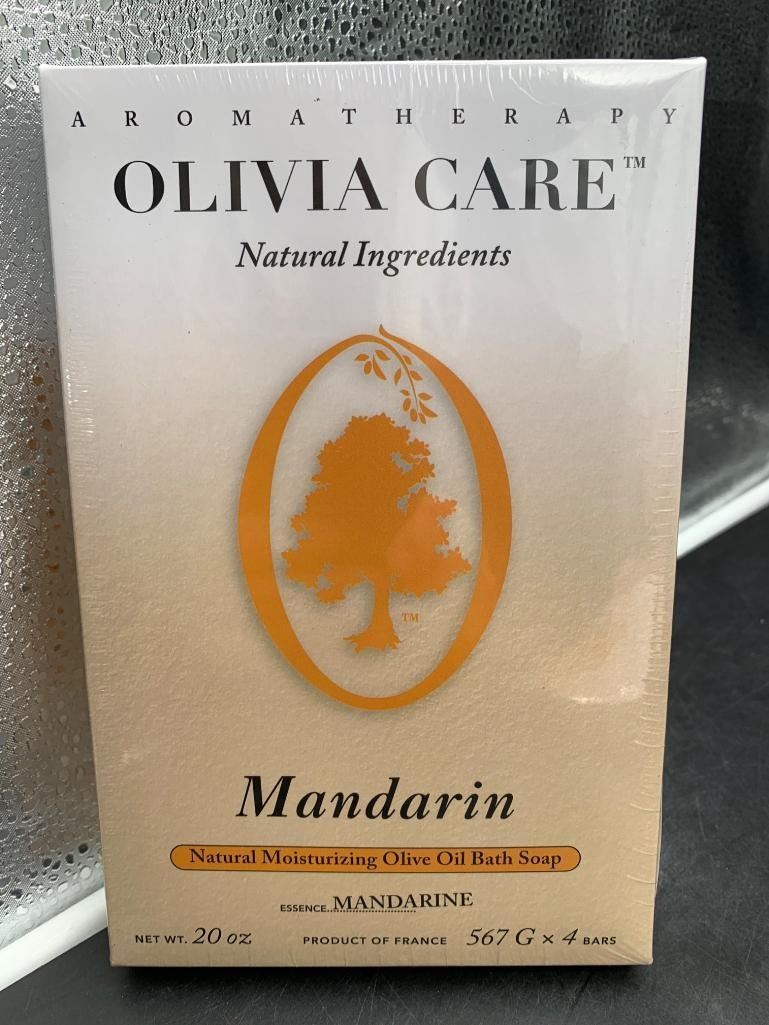 AROMATHERAPY
OLIVIA CARE™
Natural Ingredients
TM
Mandarin
Natural Moisturizing Olive Oil Bath Soap
ESSENCE...MANDARINE
NET WT. 20 OZ PRODUCT OF FRANCE 567 G × 4 BARS